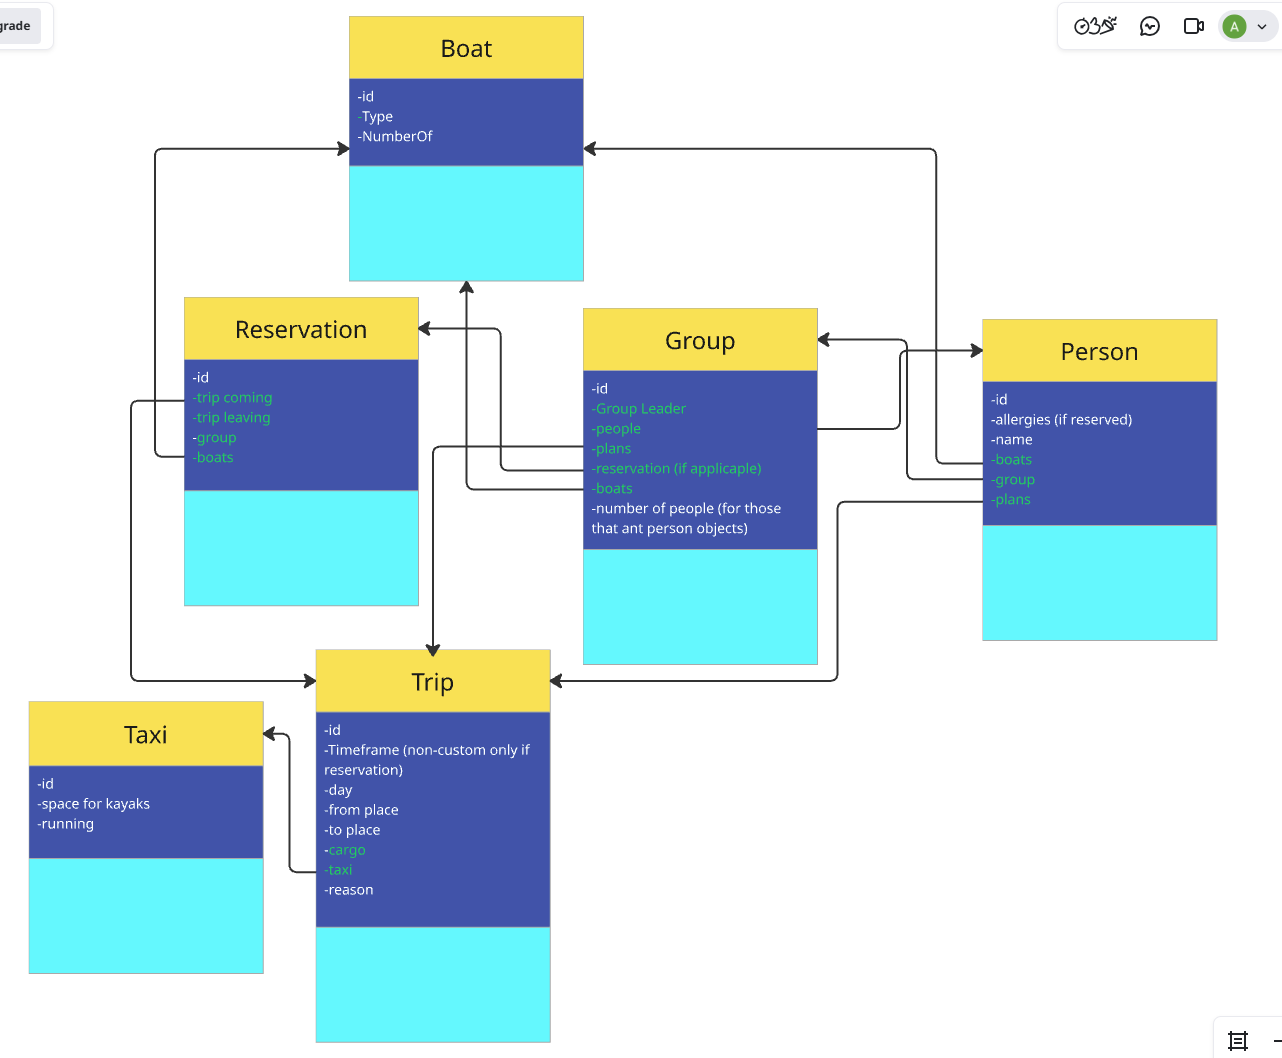 grade
A
Boat
-id
-Type
-NumberOf
Reservation
-id
-trip coming
-trip leaving
-group
-boats
Group
-id
-Group Leader
-people
-plans
-reservation (if applicaple)
-boats
-number of people (for those
that ant person objects)
Person
-id
-allergies (if reserved)
-name
-boats
-group
-plans
Taxi
-id
-space for kayaks
-running
Trip
-id
-Timeframe (non-custom only if
reservation)
-day
-from place
-to place
-cargo
-taxi
-reason